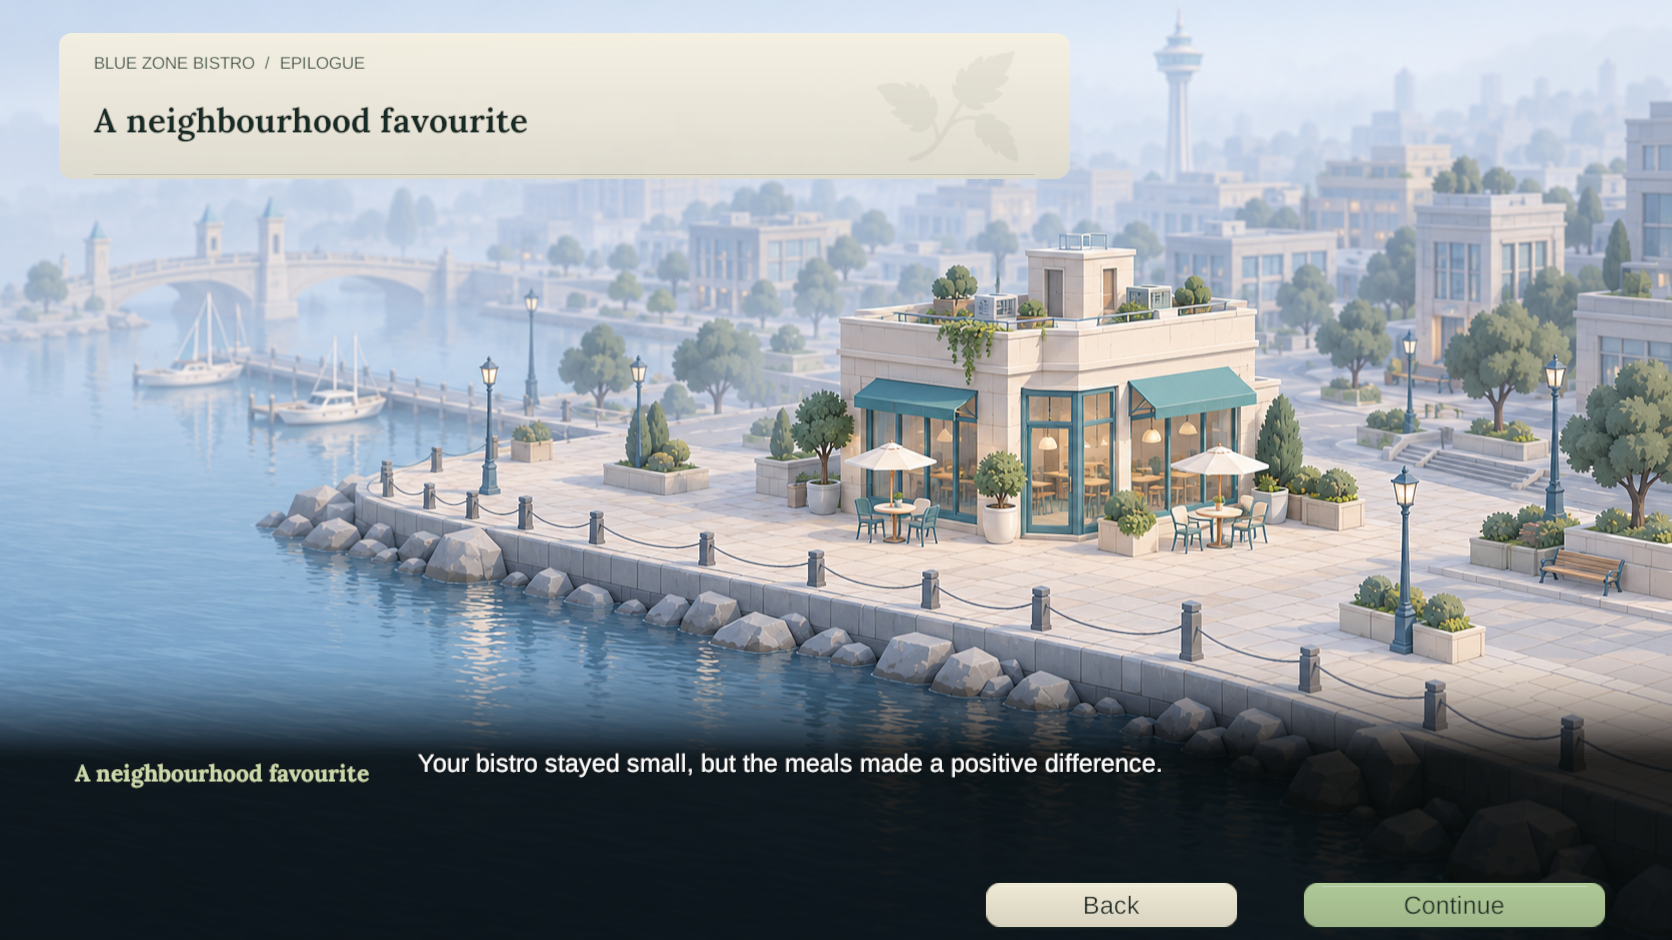 BLUE ZONE BISTRO / EPILOGUE
A neighbourhood favourite
A neighbourhood favourite
Your bistro stayed small, but the meals made a positive difference.
Back
Continue